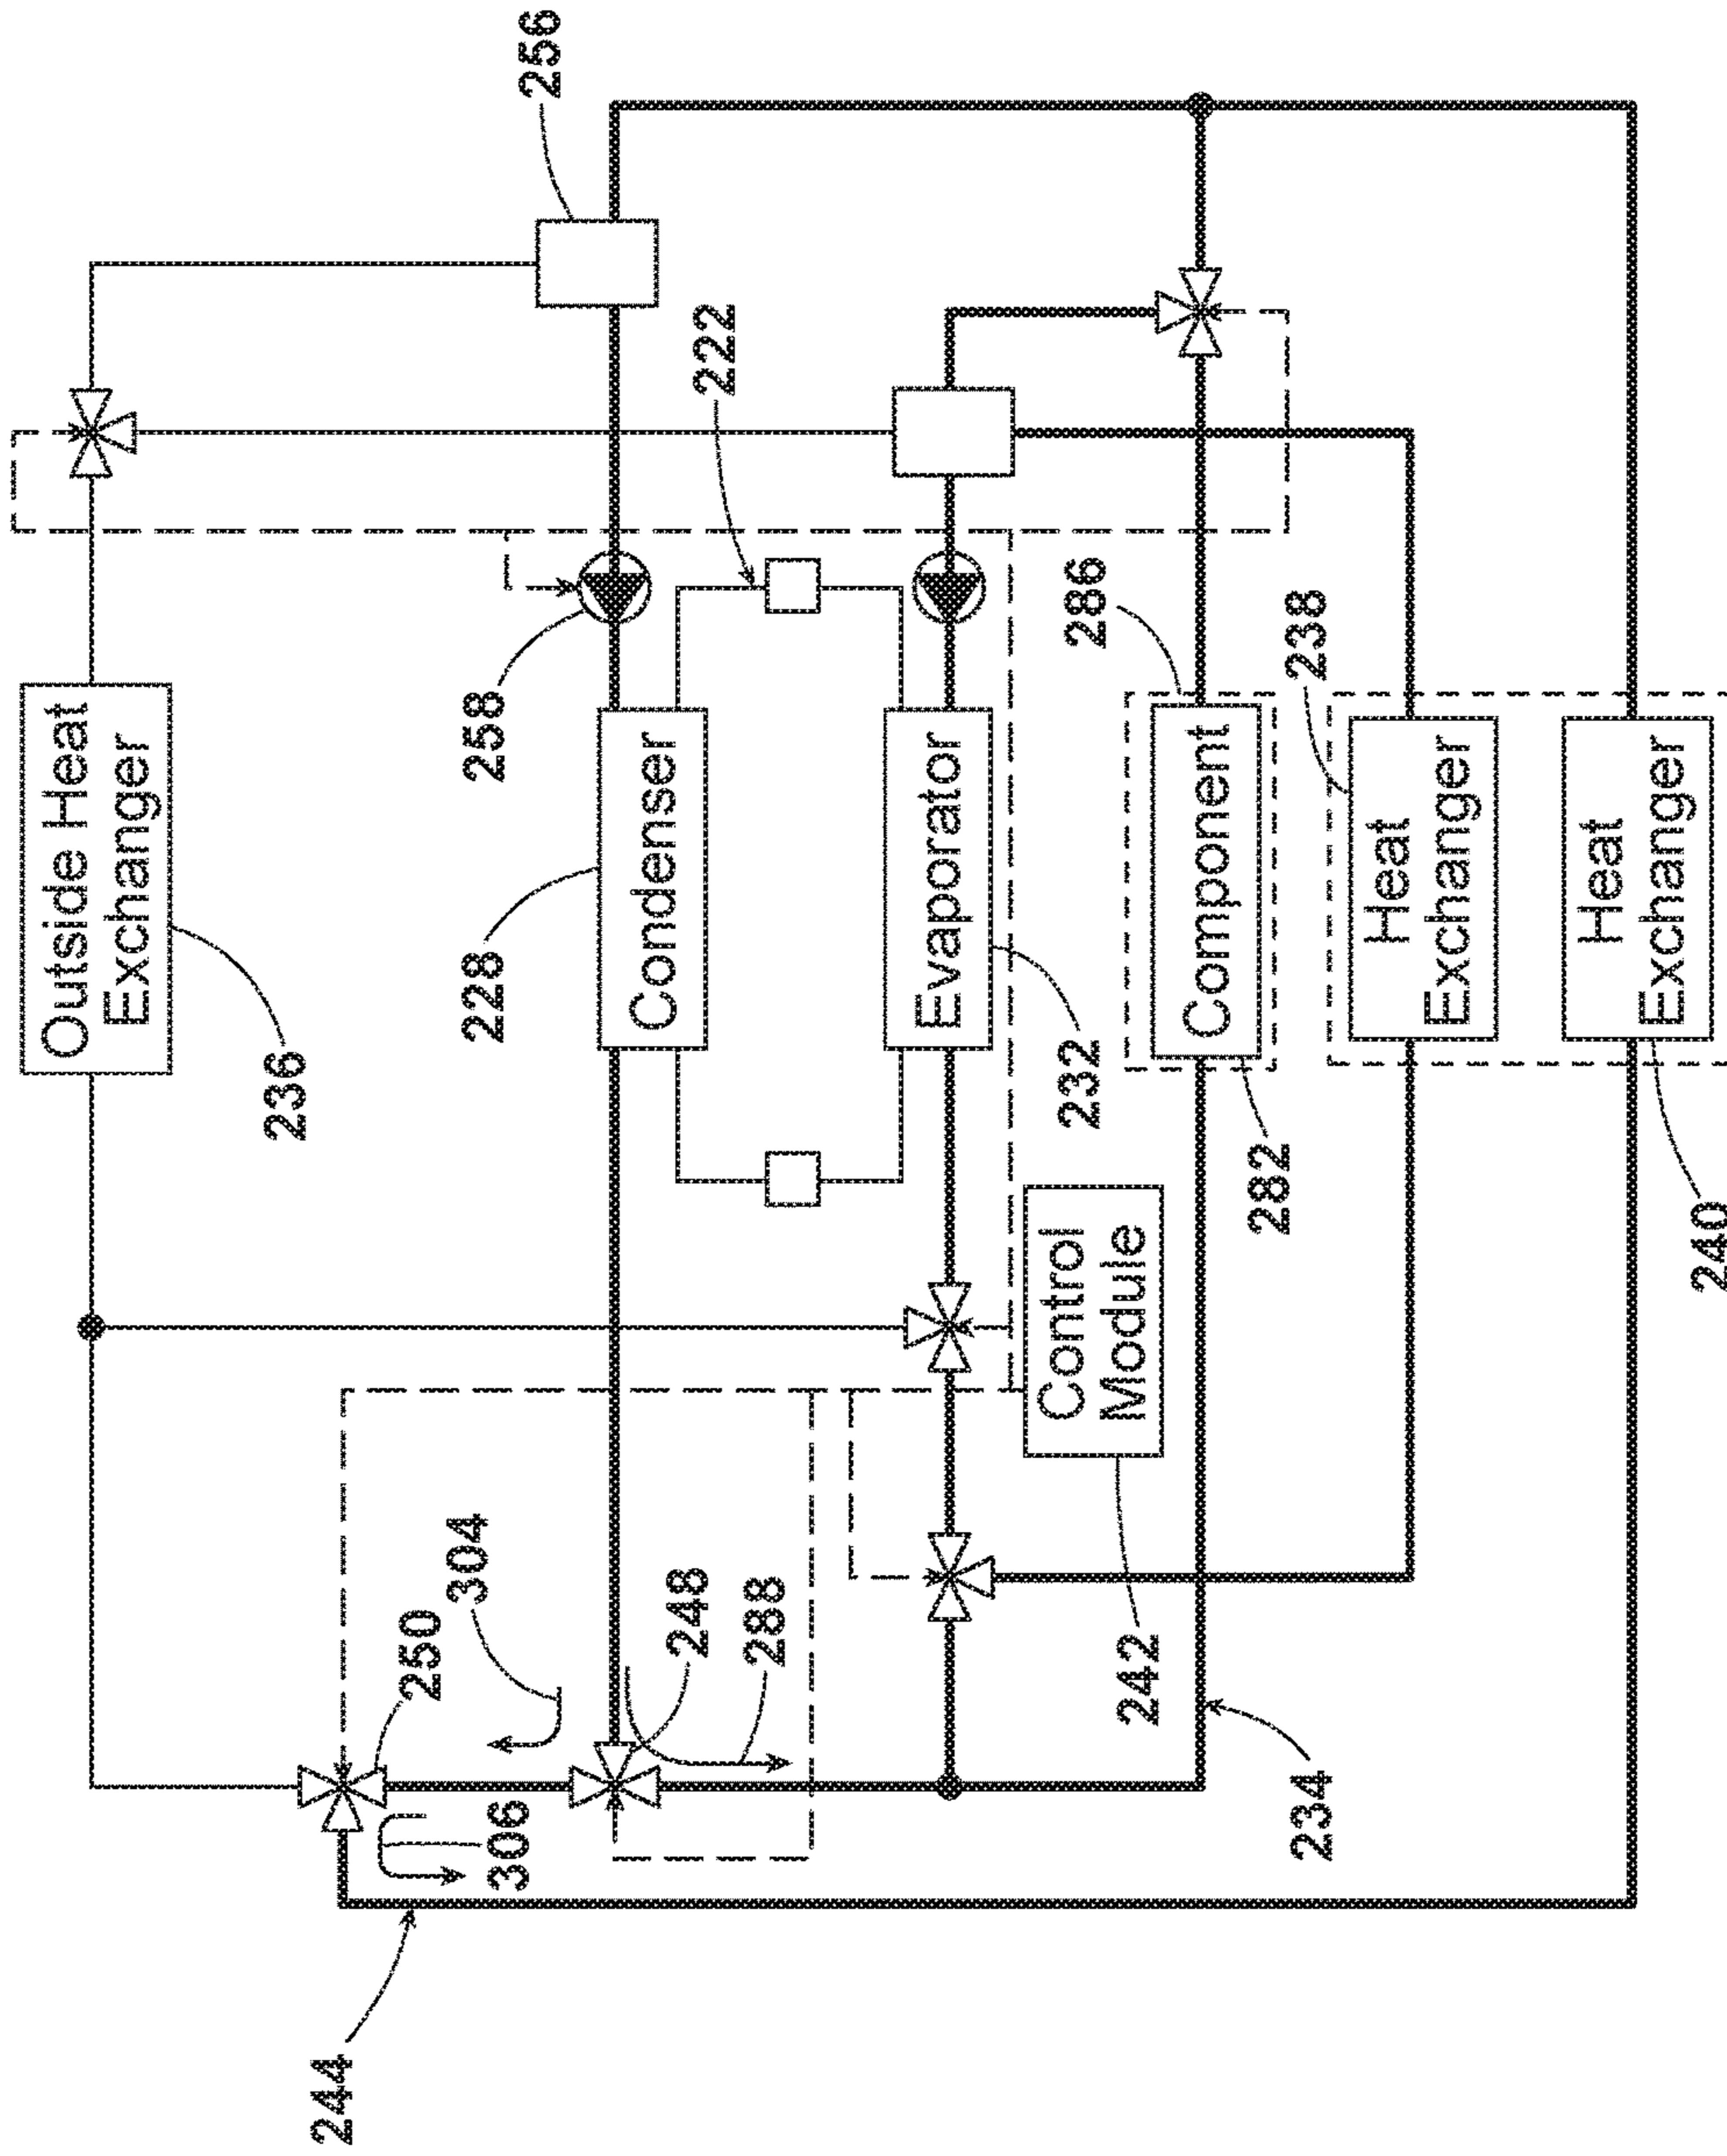 Outside Heat
Exchanger
236
244
250
304
228
258
306
256
Condenser
248
222
288
Evaporator
Control
Module
232
286
242
Component
282
234
238
Heat
Exchanger
Heat
Exchanger
240